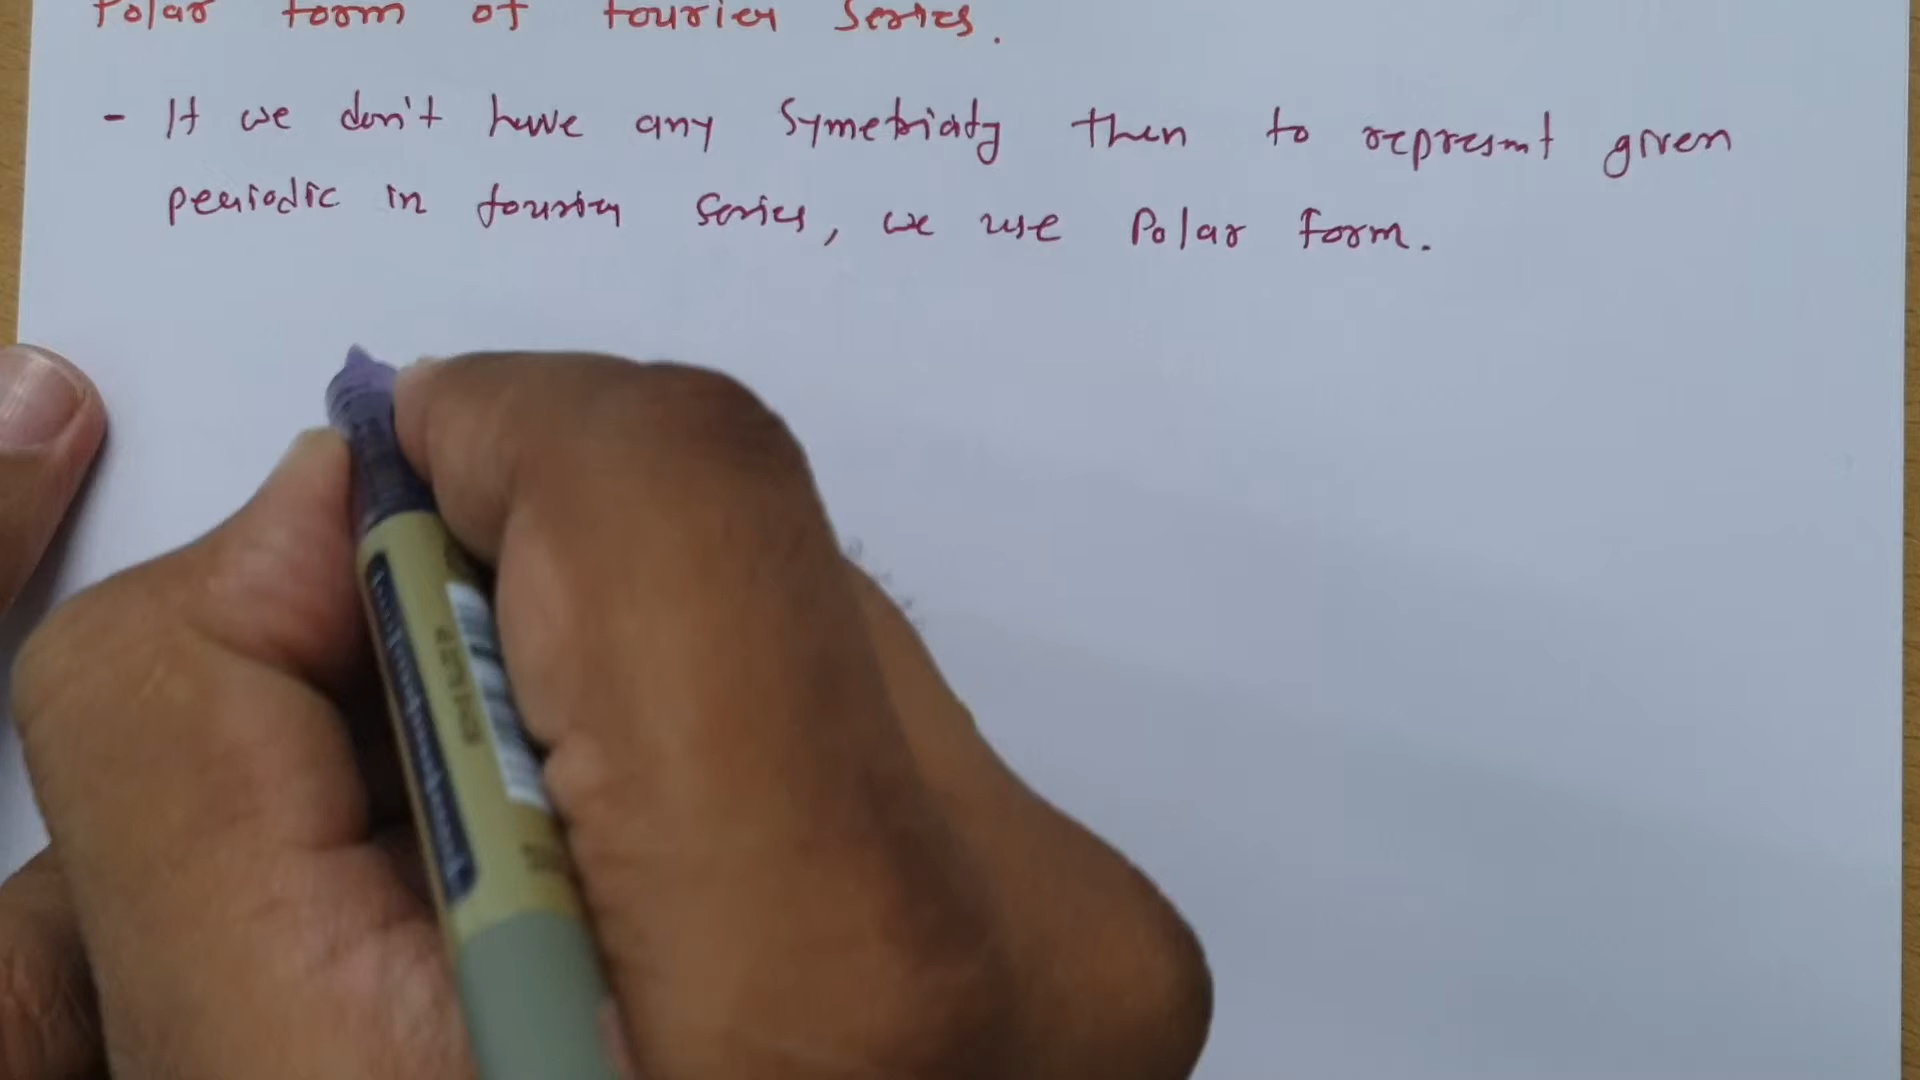 Polar form of fourier Series.
- If we don't have any Symetriaty then to represent given
periodic in fourier series, we use Polar Form.